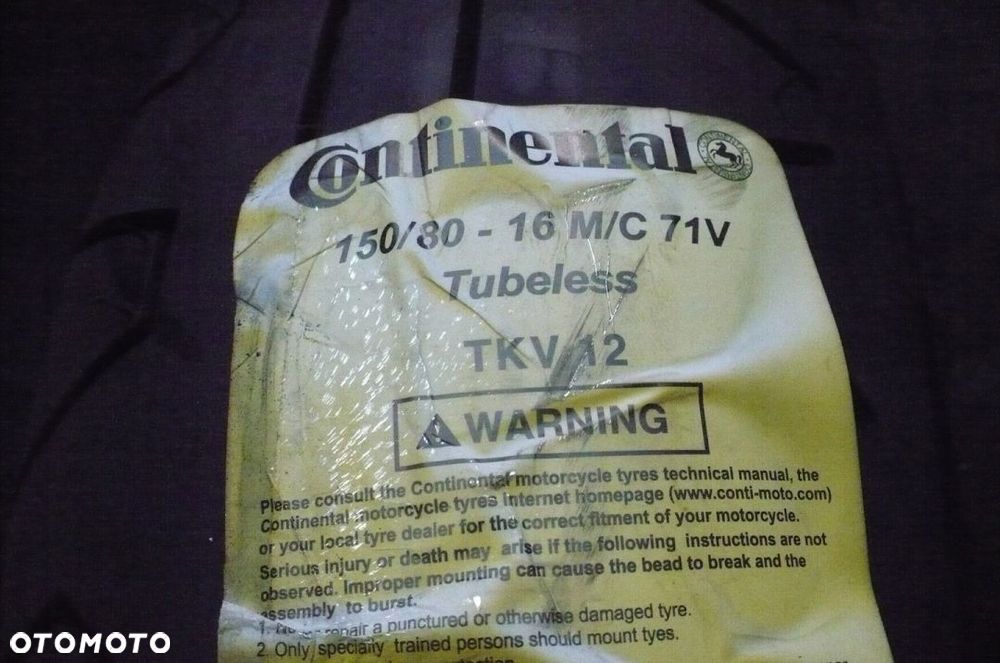 Continental
150/80 - 16 M/C 71V
Tubeless
TKV 12
WARNING
Please consult the Continental motorcycle tyres technical manual, the
Continental motorcycle tyres Internet homepage (www.conti-moto.com)
or your local tyre dealer for the correct fitment of your motorcycle.
Serious injury or death may arise if the following instructions are not
observed. Improper mounting can cause the bead to break and the
assembly to burst.
1. repair a punctured or otherwise damaged tyre.
2. Only specially trained persons should mount tyes.
OTOMOTO